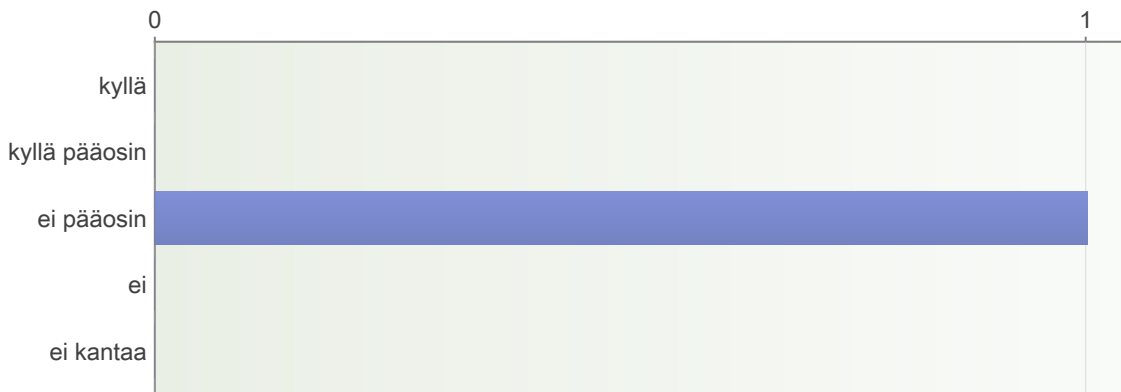 0 1
kyllä
kyllä pääosin
ei pääosin
ei
ei kantaa